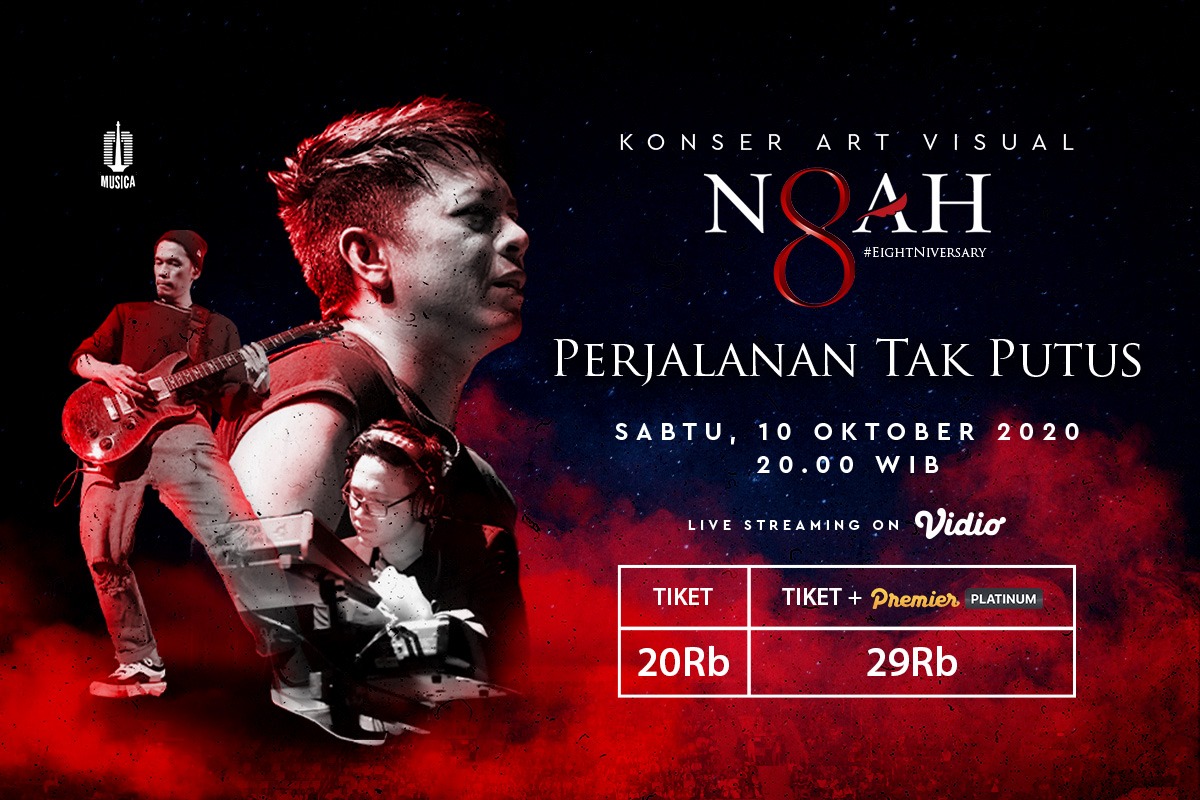 MUSICA
KONSER ART VISUAL
N8AH
#EIGHTNIVERSARY
PERJALANAN TAK PUTUS
SABTU, 10 OKTOBER 2020
20.00 WIB
LIVE STREAMING ON Vidio
TIKET
TIKET + Premier PLATINUM
20Rb
29Rb